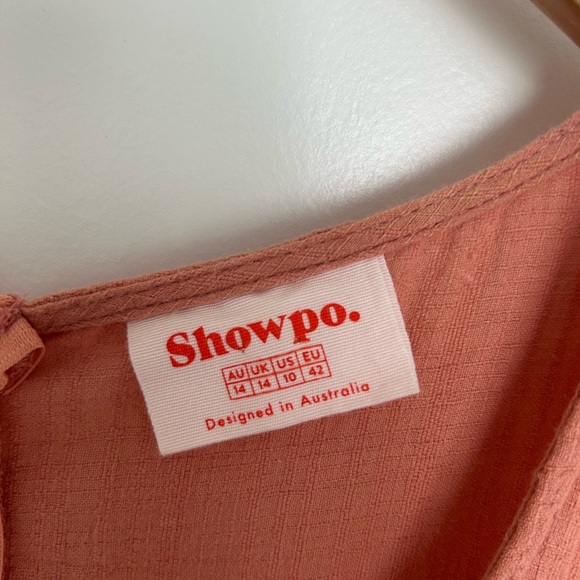 Showpo.
AU UK US EU
14 14 10 42
Designed in Australia